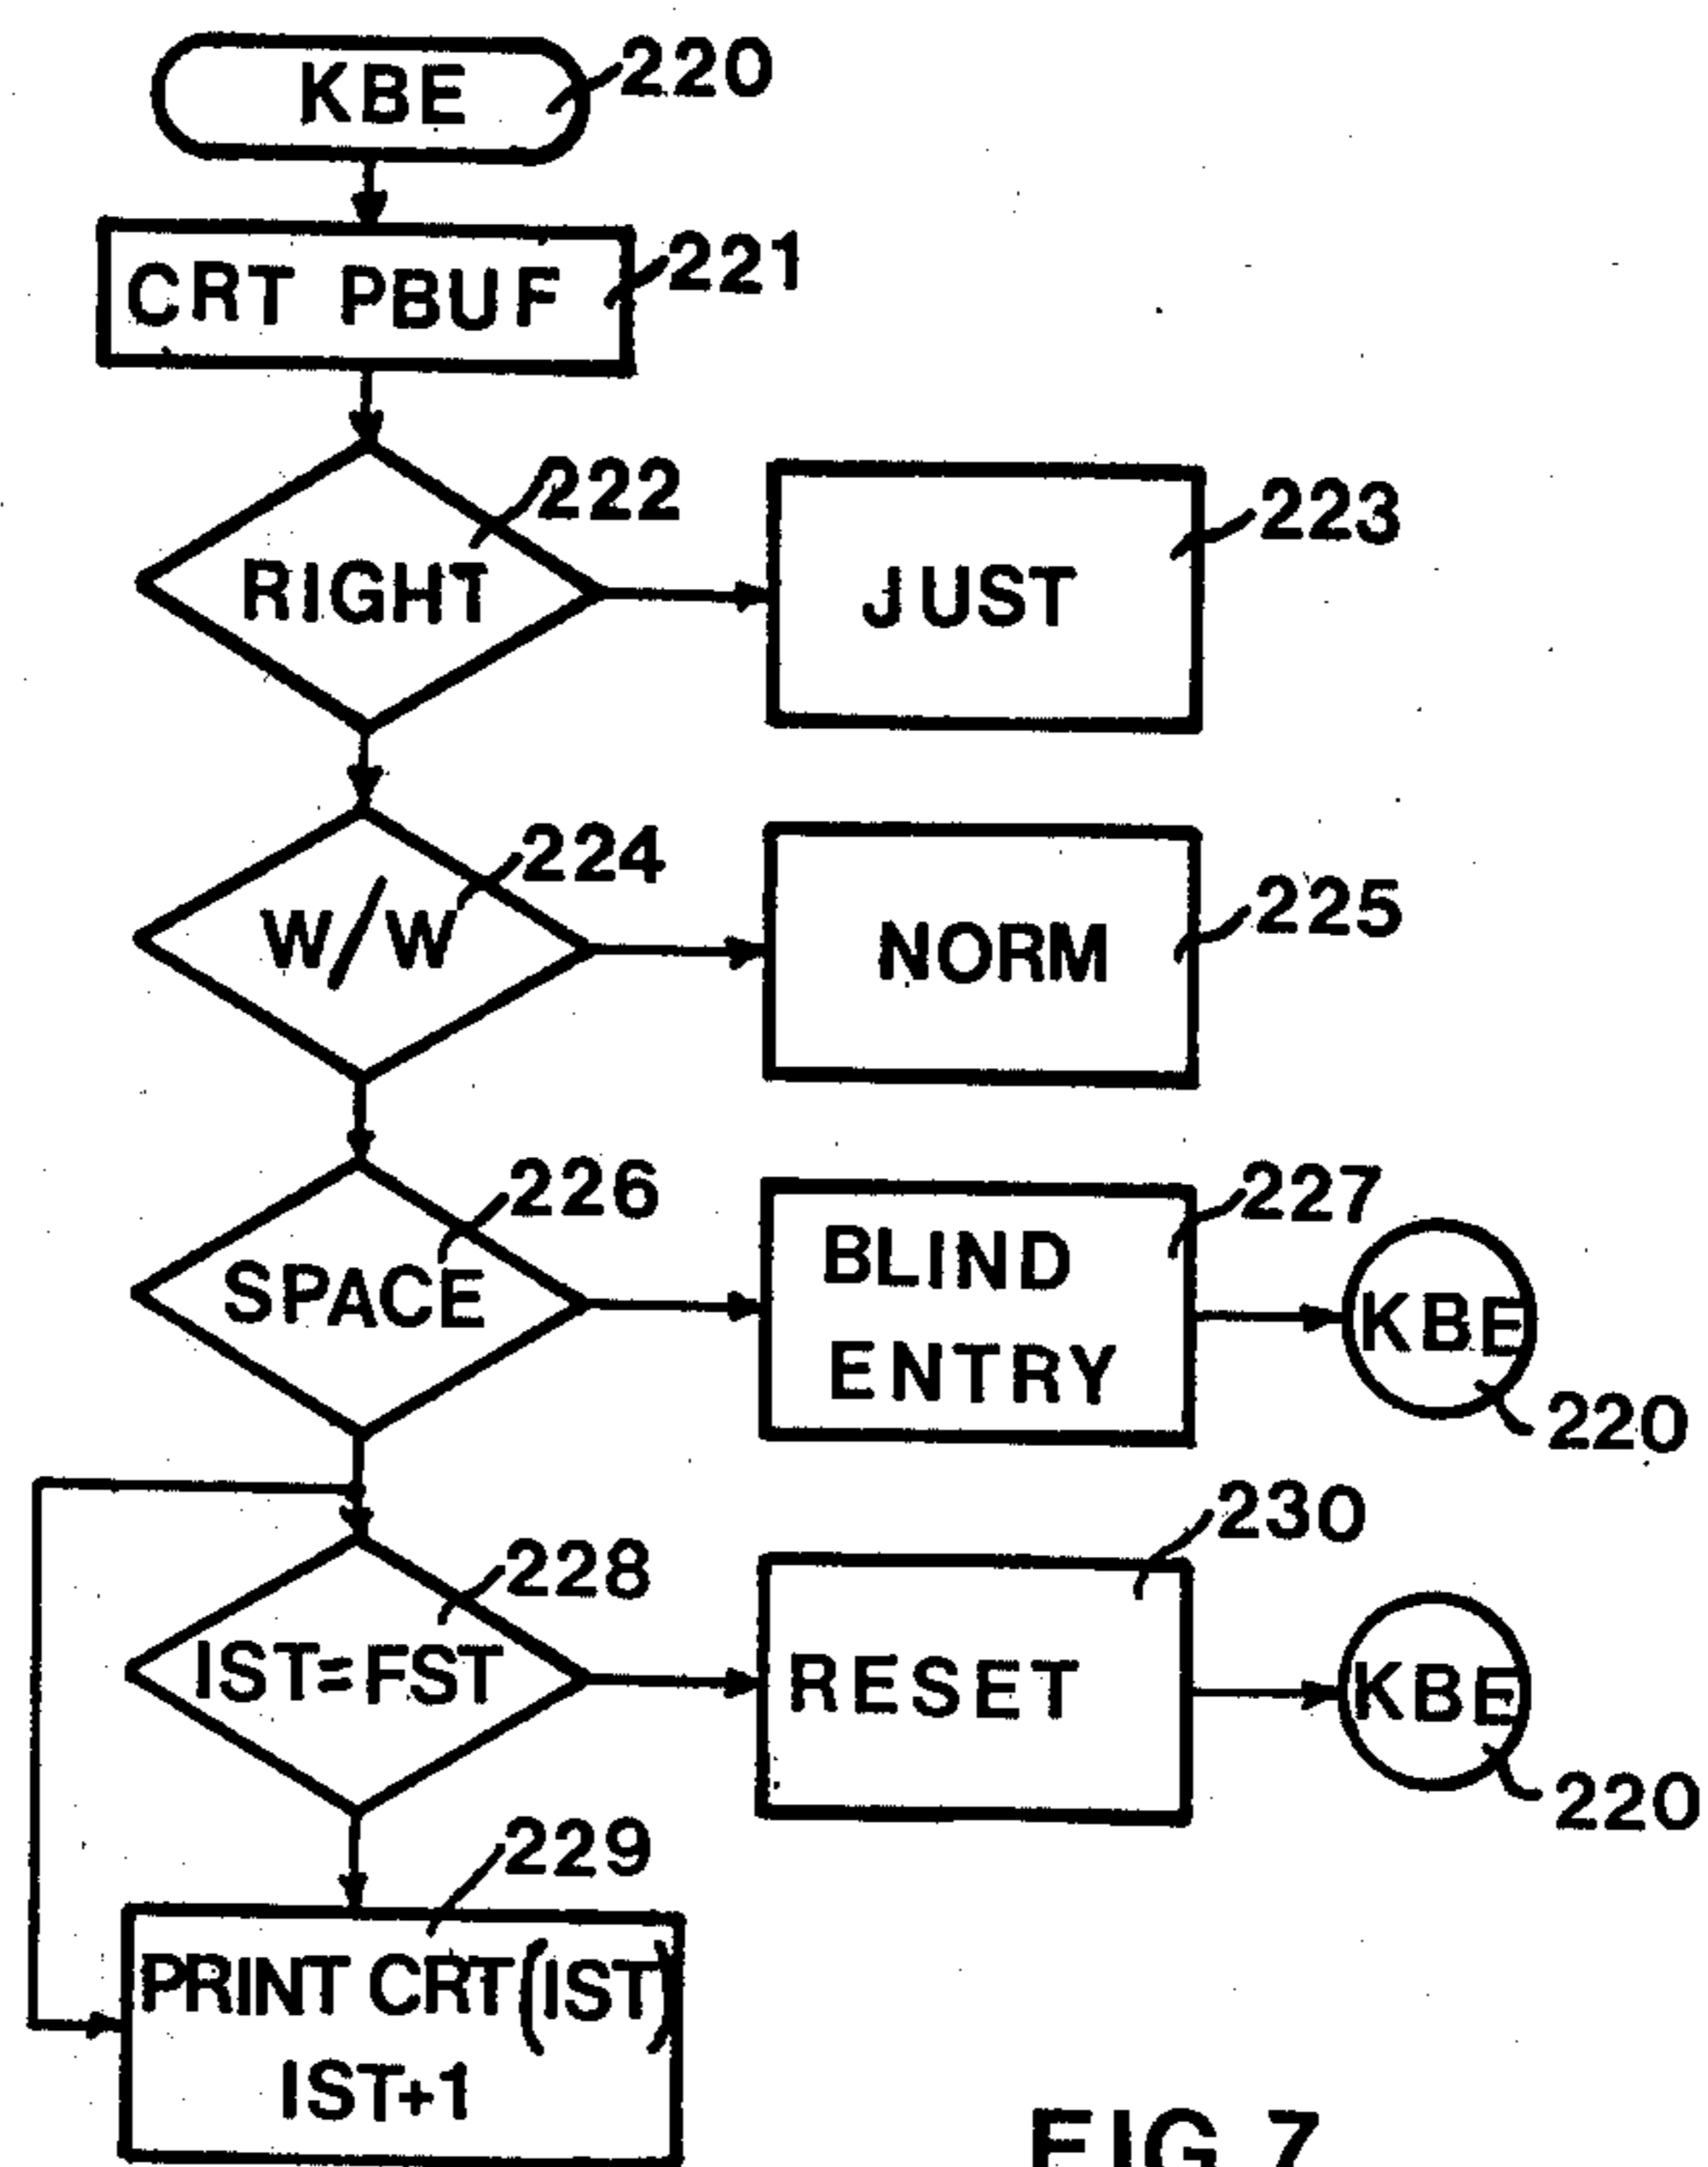 KBE
220
CRT PBUF
221
RIGHT
222
JUST
223
W/W
224
NORM
225
SPACE
226
BLIND
ENTRY
227
KBE
220
IST=FST
228
RESET
230
KBE
220
PRINT CRT(IST)
IST+1
229
FIG 7